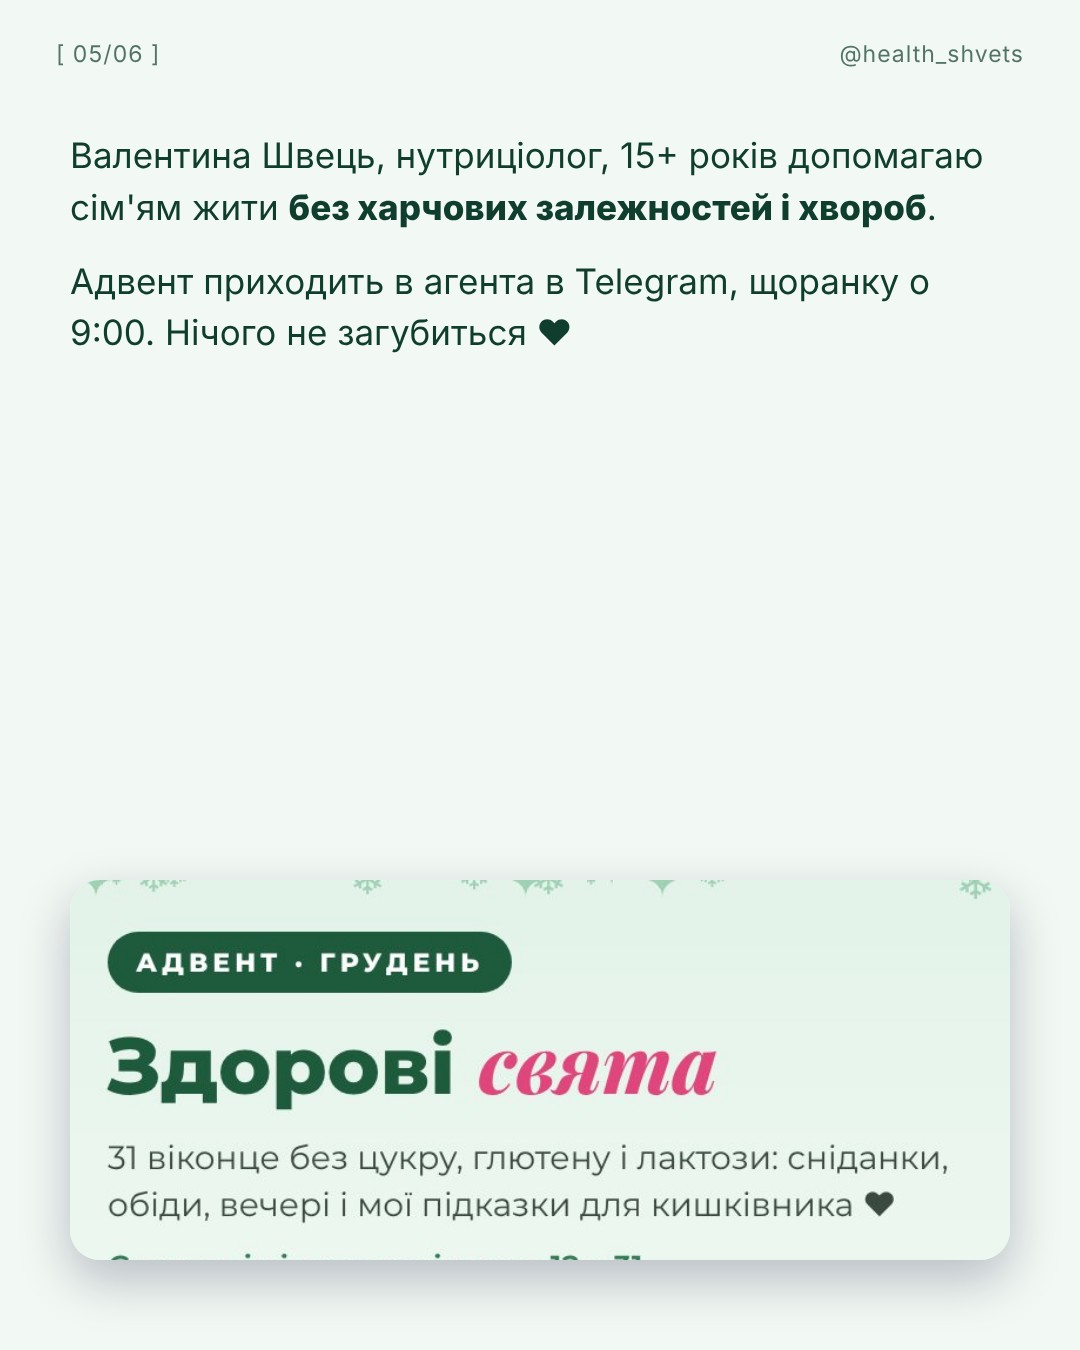 [ 05/06 ]
@health_shvets
Валентина Швець, нутриціолог, 15+ років допомагаю
сім'ям жити без харчових залежностей і хвороб.
Адвент приходить в агента в Telegram, щоранку о
9:00. Нічого не загубиться ♥
АДВЕНТ · ГРУДЕНЬ
Здорові свята
31 віконце без цукру, глютену і лактози: сніданки,
обіди, вечері і мої підказки для кишківника ♥